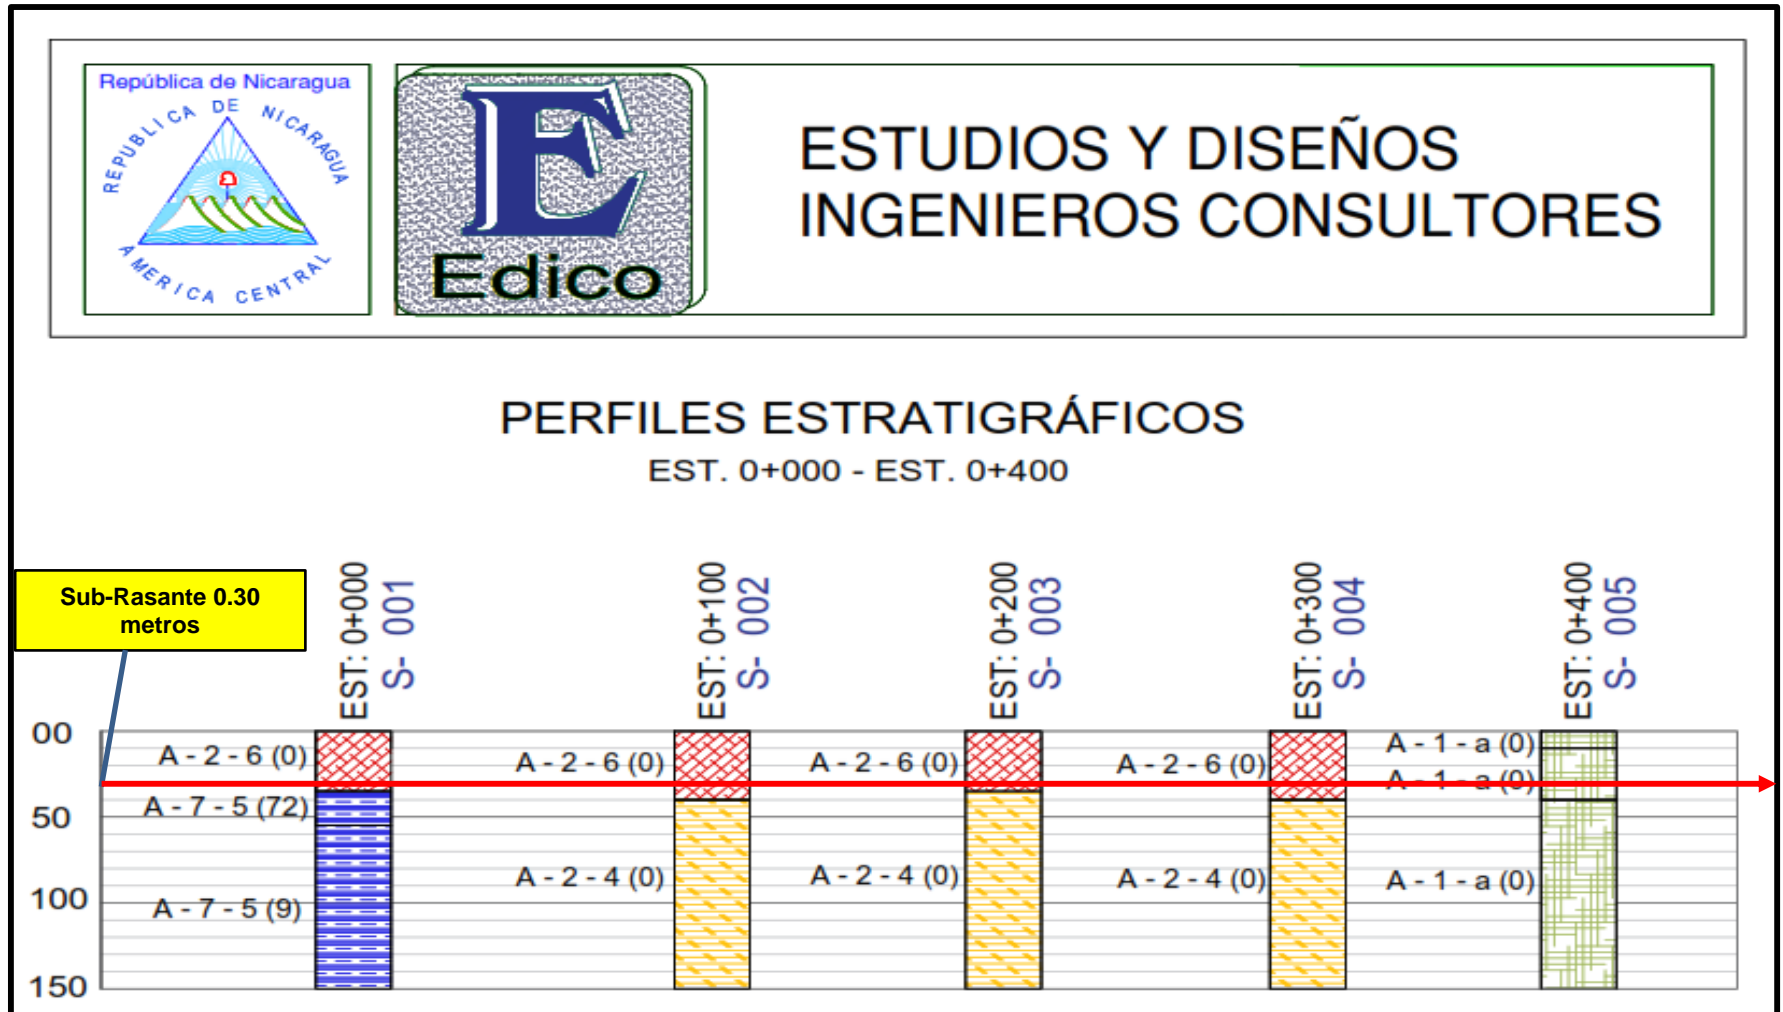 República de Nicaragua
REPUBLICA DE NICARAGUA
AMERICA CENTRAL
E
Edico
ESTUDIOS Y DISEÑOS
INGENIEROS CONSULTORES
PERFILES ESTRATIGRÁFICOS
EST. 0+000 - EST. 0+400
Sub-Rasante 0.30
metros
EST: 0+000
S- 001
EST: 0+100
S- 002
EST: 0+200
S- 003
EST: 0+300
S- 004
EST: 0+400
S- 005
00
A - 2 - 6 (0)
A - 2 - 6 (0)
A - 2 - 6 (0)
A - 2 - 6 (0)
A - 1 - a (0)
A - 1 - a (0)
50
A - 7 - 5 (72)
A - 2 - 4 (0)
A - 2 - 4 (0)
A - 2 - 4 (0)
A - 1 - a (0)
100
A - 7 - 5 (9)
150